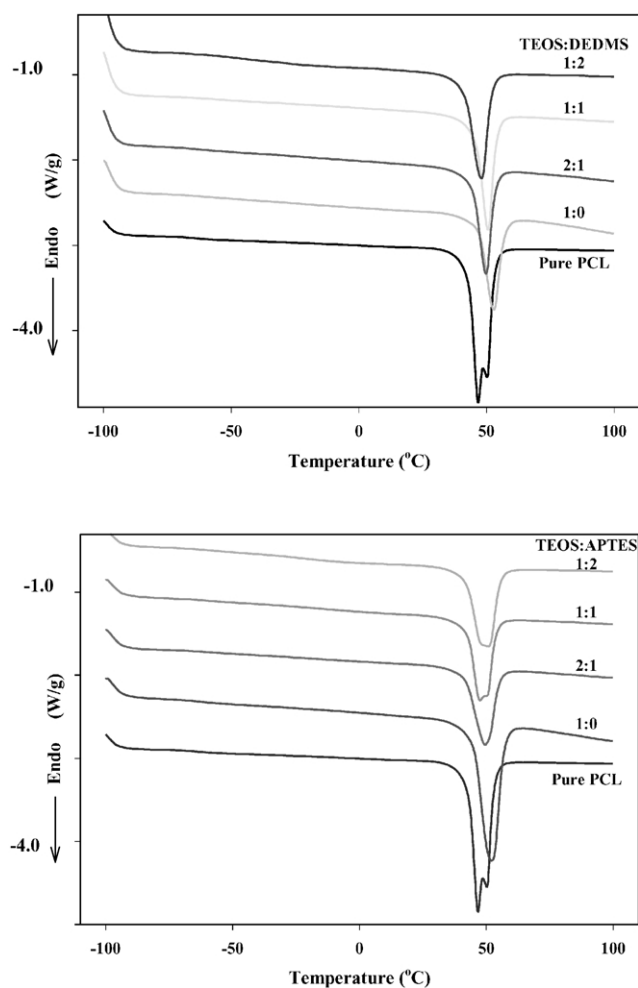 TEOS:DEDMS
1:2
-1.0
1:1
(W/g)
2:1
1:0
Endo
Pure PCL
-4.0
-100 -50 0 50 100
Temperature (°C)
TEOS:APTES
1:2
-1.0
1:1
(W/g)
2:1
1:0
Endo
Pure PCL
-4.0
-100 -50 0 50 100
Temperature (°C)